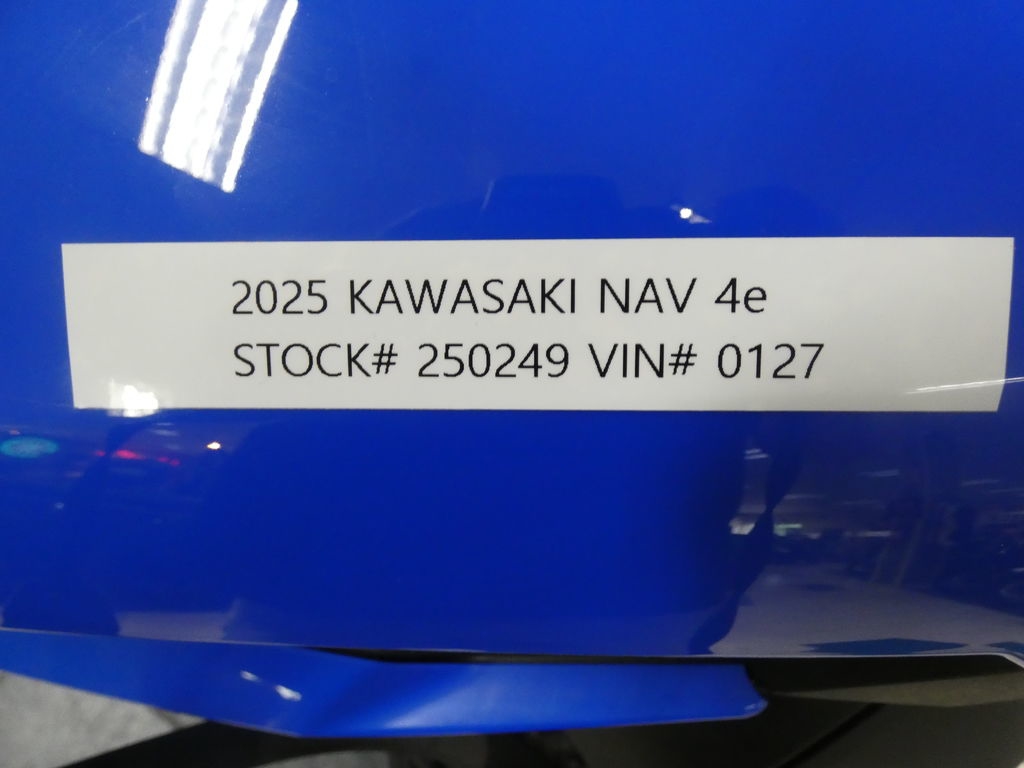 2025 KAWASAKI NAV 4e
STOCK# 250249 VIN# 0127